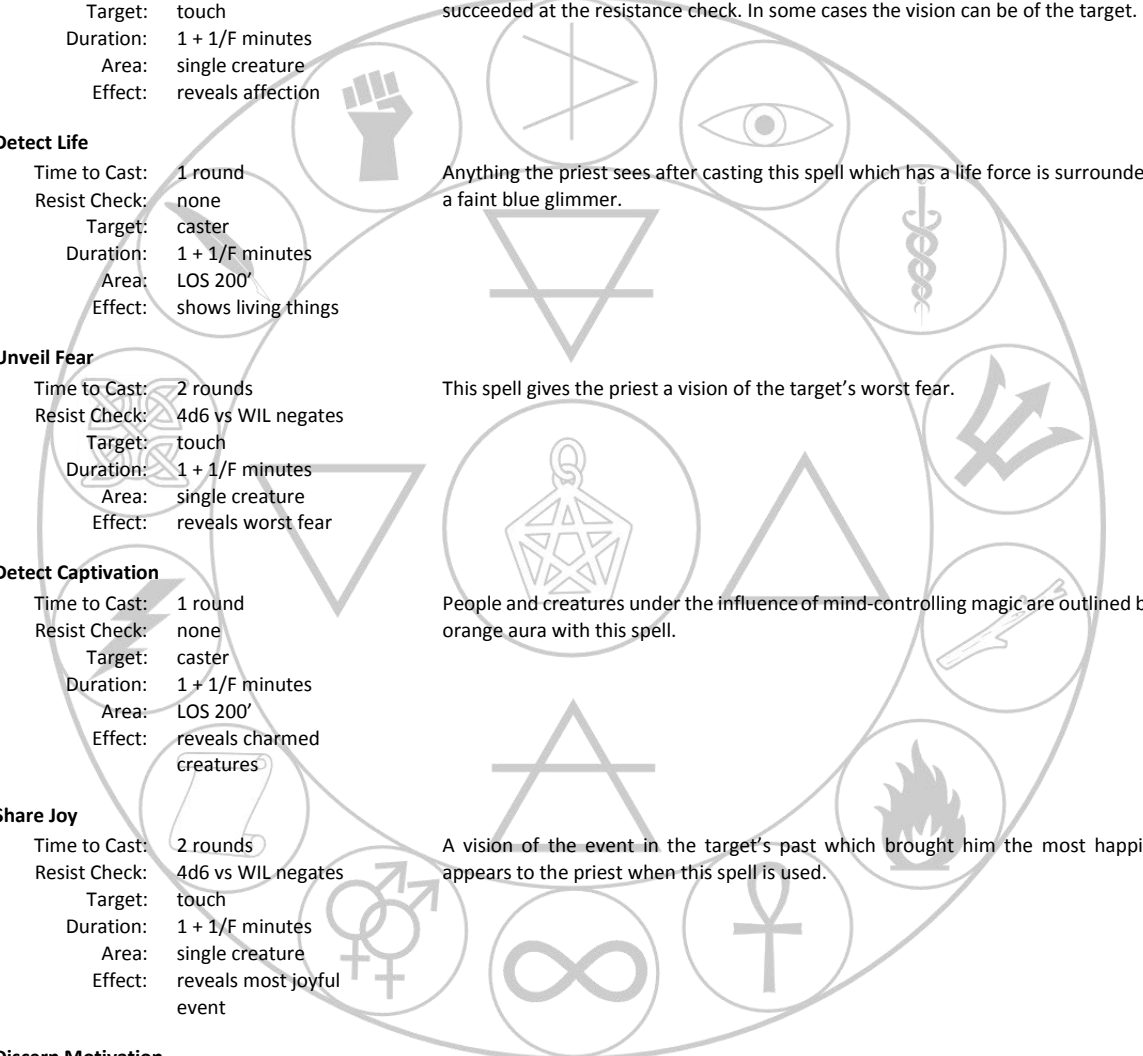 Target: touch
Duration: 1 + 1/F minutes
Area: single creature
Effect: reveals affection
succeeded at the resistance check. In some cases the vision can be of the target.
Detect Life
Time to Cast: 1 round
Resist Check: none
Target: caster
Duration: 1 + 1/F minutes
Area: LOS 200’
Effect: shows living things
Anything the priest sees after casting this spell which has a life force is surrounde
a faint blue glimmer.
Unveil Fear
Time to Cast: 2 rounds
Resist Check: 4d6 vs WIL negates
Target: touch
Duration: 1 + 1/F minutes
Area: single creature
Effect: reveals worst fear
This spell gives the priest a vision of the target’s worst fear.
Detect Captivation
Time to Cast: 1 round
Resist Check: none
Target: caster
Duration: 1 + 1/F minutes
Area: LOS 200’
Effect: reveals charmed
creatures
People and creatures under the influence of mind-controlling magic are outlined b
orange aura with this spell.
Share Joy
Time to Cast: 2 rounds
Resist Check: 4d6 vs WIL negates
Target: touch
Duration: 1 + 1/F minutes
Area: single creature
Effect: reveals most joyful
event
A vision of the event in the target’s past which brought him the most happi
appears to the priest when this spell is used.
Discern Motivation